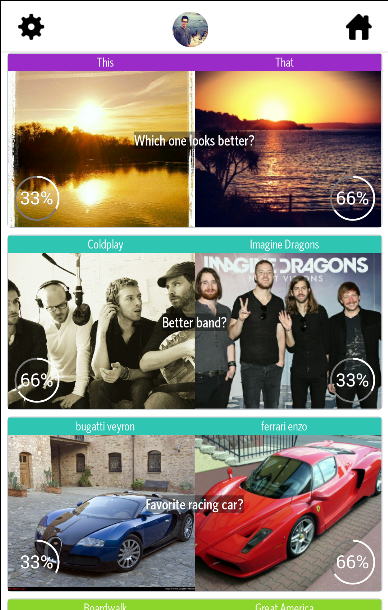 This
That
Which one looks better?
33%
66%
Coldplay
Imagine Dragons
IMAGINE DRAGONS
NIGHT VISIONS
Better band?
66%
33%
bugatti veyron
ferrari enzo
Favorite racing car?
33%
66%
Boardwalk
Great America